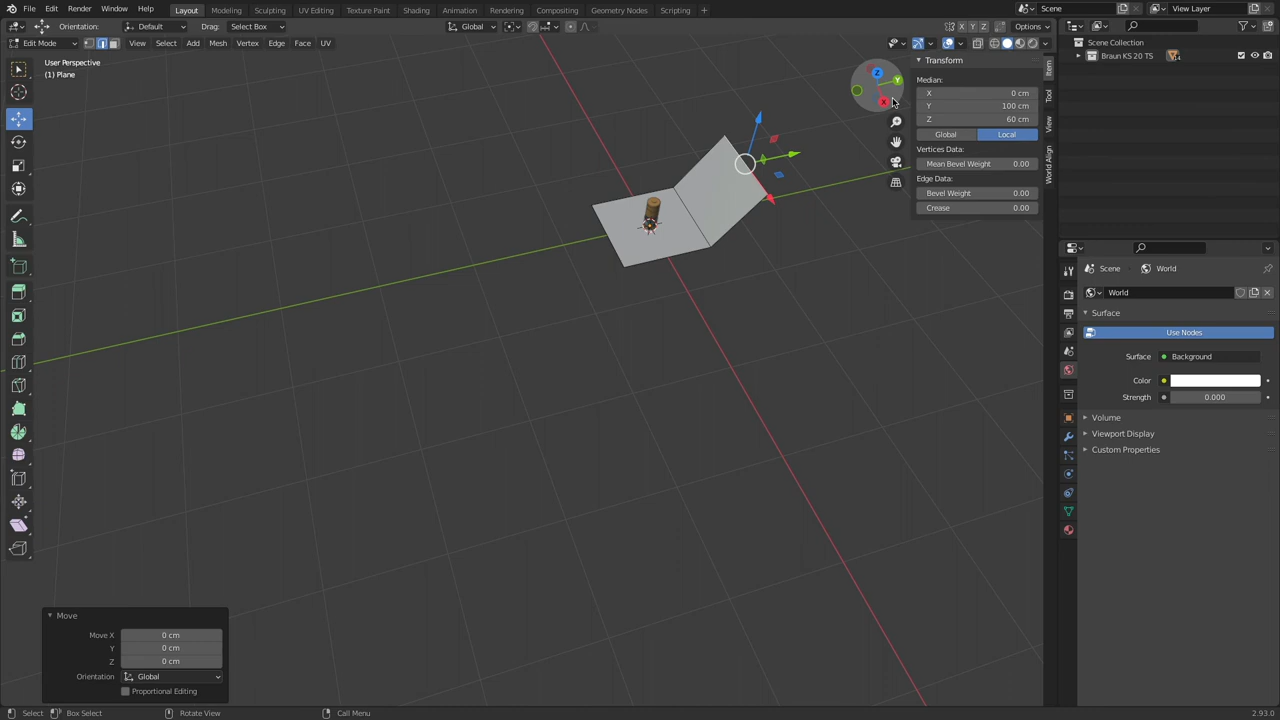 File Edit Render Window Help Layout Modeling Sculpting UV Editing Texture Paint Shading Animation Rendering Compositing Geometry Nodes Scripting Scene View Layer
Orientation: Default Drag: Select Box Global X Y Z Options
Edit Mode View Select Add Mesh Vertex Edge Face UV
User Perspective
(1) Plane
Scene Collection
Braun KS 20 TS
Z
Y
X
Transform
Median:
X 0 cm
Y 100 cm
Z 60 cm
Global Local
Vertices Data:
Mean Bevel Weight 0.00
Edge Data:
Bevel Weight 0.00
Crease 0.00
Item
Tool
View
World Align
Scene World
World
Surface
Use Nodes
Surface Background
Color
Strength 0.000
Volume
Viewport Display
Custom Properties
Move
Move X 0 cm
Y 0 cm
Z 0 cm
Orientation Global
Proportional Editing
Select Box Select Rotate View Call Menu 2.93.0